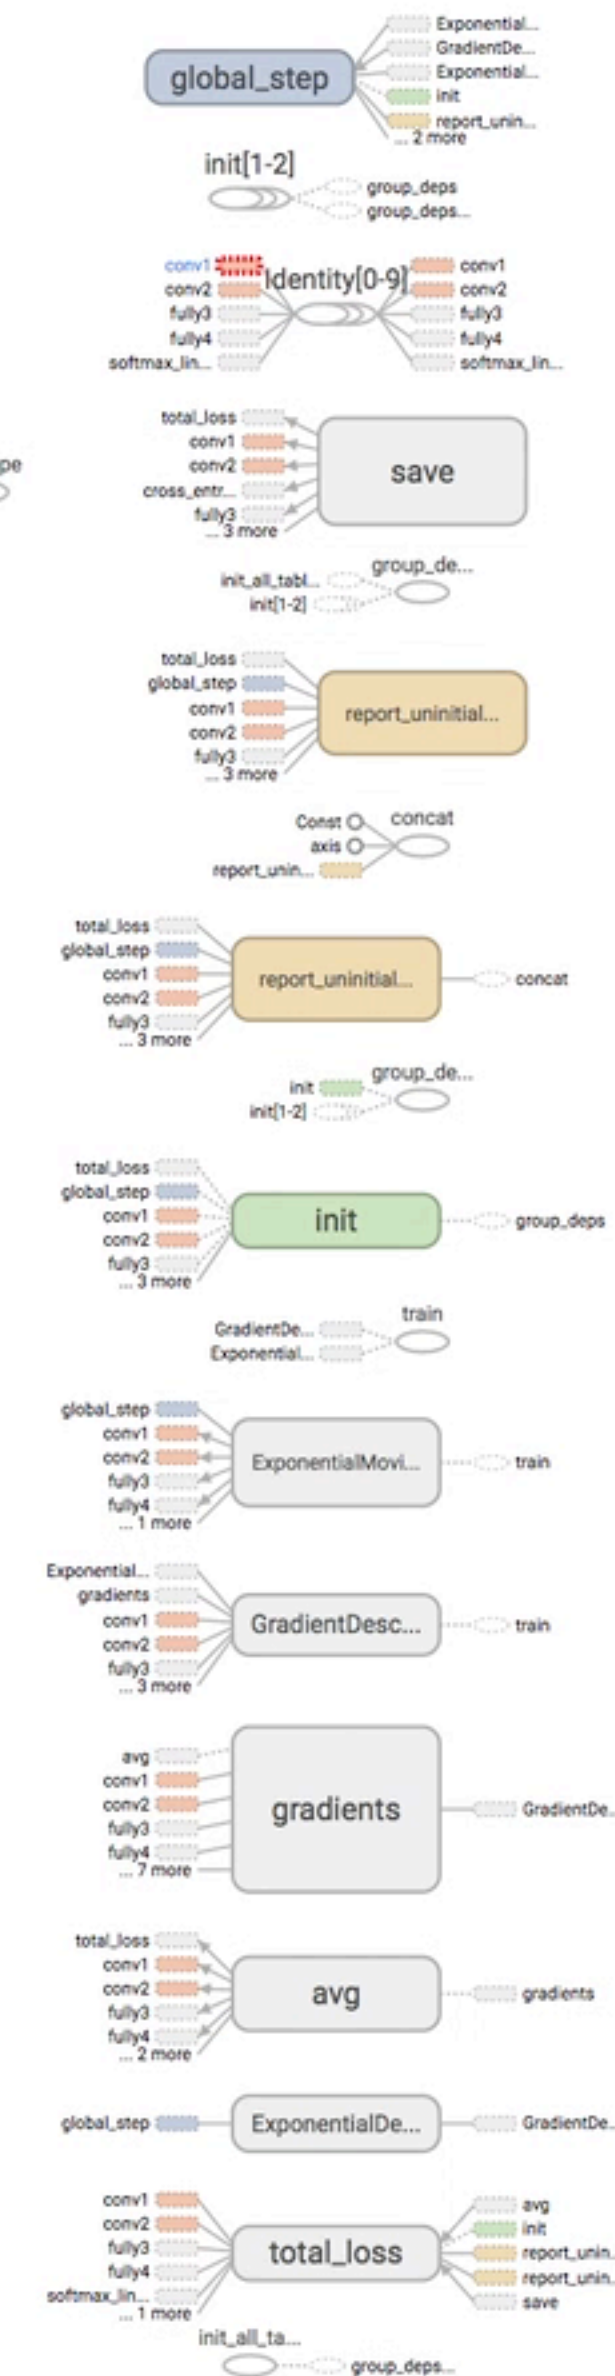 Exponential...
GradientDe...
global_step
Exponential...
init
report_unin...
... 2 more
init[1-2]
group_deps
group_deps...
conv1
Identity[0-9]
conv1
conv2
conv2
fully3
fully3
fully4
fully4
softmax_lin...
softmax_lin...
total_loss
conv1
pe
conv2
save
cross_entr...
fully3
... 3 more
group_de...
init_all_tabl...
init[1-2]
total_loss
global_step
conv1
report_uninitial...
conv2
fully3
... 3 more
Const
concat
axis
report_unin...
total_loss
global_step
conv1
report_uninitial...
concat
conv2
fully3
... 3 more
group_de...
init
init[1-2]
total_loss
global_step
conv1
init
group_deps
conv2
fully3
... 3 more
train
GradientDe...
Exponential...
global_step
conv1
conv2
ExponentialMovi...
train
fully3
fully4
... 1 more
Exponential...
gradients
conv1
GradientDesc...
train
conv2
fully3
... 3 more
avg
conv1
conv2
gradients
GradientDe..
fully3
fully4
... 7 more
total_loss
conv1
conv2
avg
gradients
fully3
fully4
... 2 more
global_step
ExponentialDe...
GradientDe..
conv1
avg
conv2
init
fully3
total_loss
report_unin.
fully4
report_unin.
softmax_lin...
save
... 1 more
init_all_ta...
group_deps...